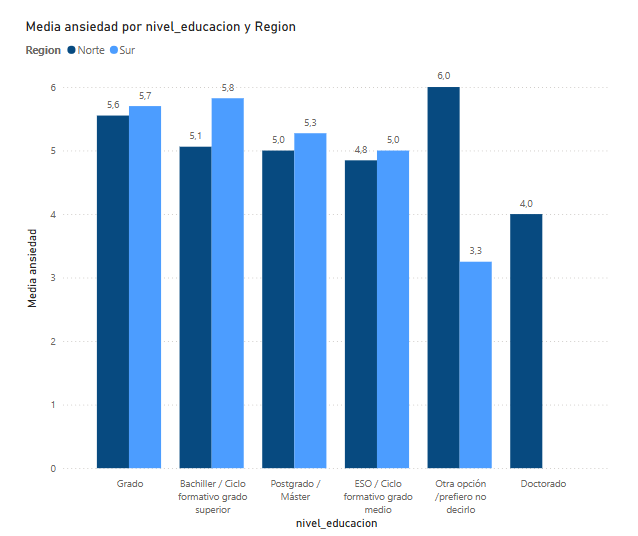 Media ansiedad por nivel_educacion y Region
Region Norte Sur
6
5
4
3
2
1
0
Media ansiedad
5,6
5,7
5,1
5,8
5,0
5,3
4,8
5,0
6,0
3,3
4,0
Grado
Bachiller / Ciclo
formativo grado
superior
Postgrado /
Máster
ESO / Ciclo
formativo grado
medio
Otra opción
/prefiero no
decirlo
Doctorado
nivel_educacion